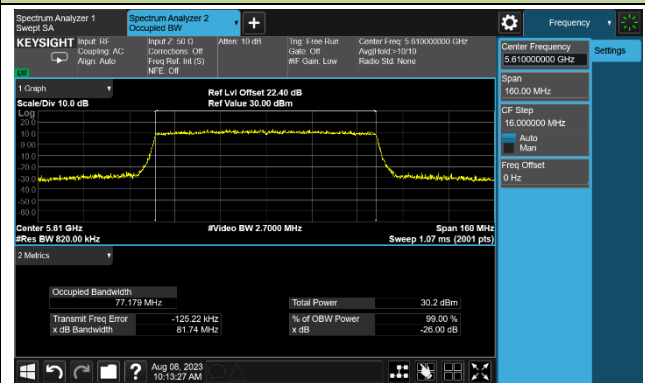 Spectrum Analyzer 1
Swept SA
Spectrum Analyzer 2
Occupied BW
+
Frequency
KEYSIGHT
Input: RF
Coupling: AC
Align: Auto
Input Z: 50 Ω
Corrections: Off
Freq Ref: Int (S)
NFE: Off
Atten: 10 dB
Trig: Free Run
Gate: Off
#IF Gain: Low
Center Freq: 5.610000000 GHz
Avg|Hold:>10/10
Radio Std: None
LXI
Center Frequency
5.610000000 GHz
Settings
Span
160.00 MHz
CF Step
16.000000 MHz
Auto
Man
Freq Offset
0 Hz
1 Graph
Scale/Div 10.0 dB
Ref Lvl Offset 22.40 dB
Ref Value 30.00 dBm
Log
20.0
10.0
0.00
-10.0
-20.0
-30.0
-40.0
-50.0
-60.0
Center 5.61 GHz
#Res BW 820.00 kHz
#Video BW 2.7000 MHz
Span 160 MHz
Sweep 1.07 ms (2001 pts)
2 Metrics
Occupied Bandwidth
77.179 MHz
Total Power 30.2 dBm
Transmit Freq Error -125.22 kHz
% of OBW Power 99.00 %
x dB Bandwidth 81.74 MHz
x dB -26.00 dB
?
Aug 08, 2023
10:13:27 AM